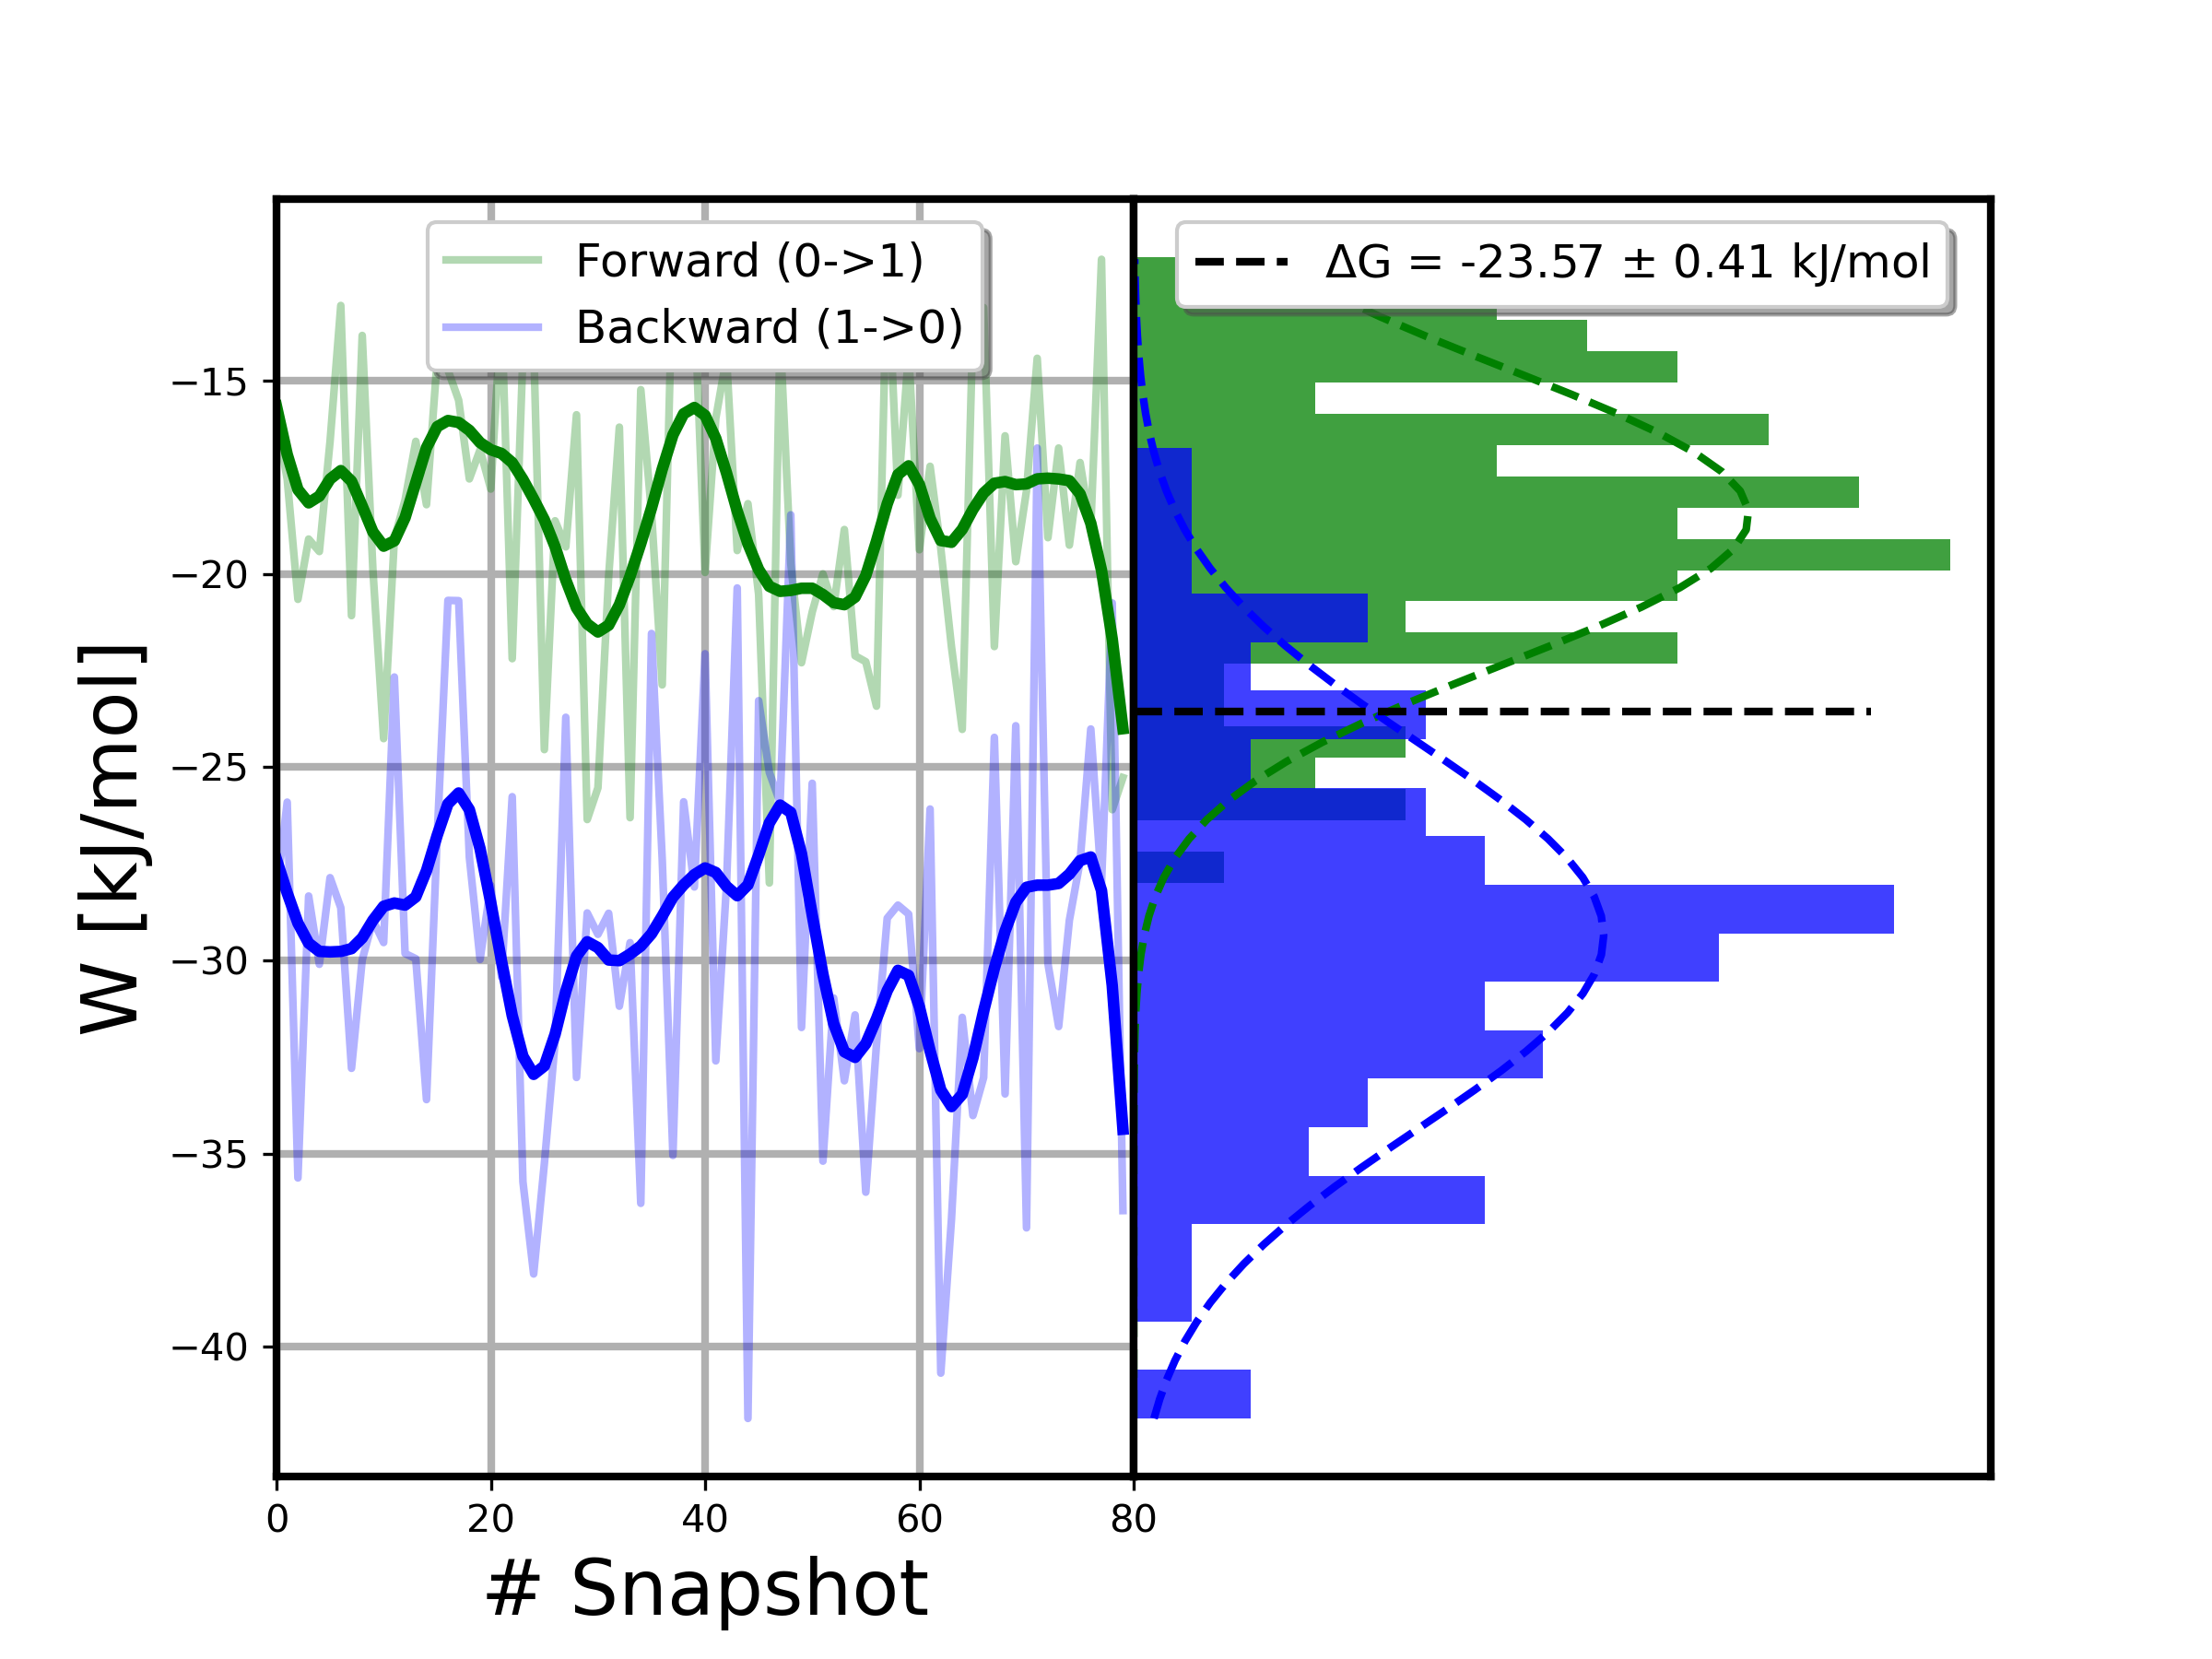 Forward (0->1)
Backward (1->0)
ΔG = -23.57 ± 0.41 kJ/mol
W [kJ/mol]
−15
−20
−25
−30
−35
−40
0 20 40 60 80
# Snapshot